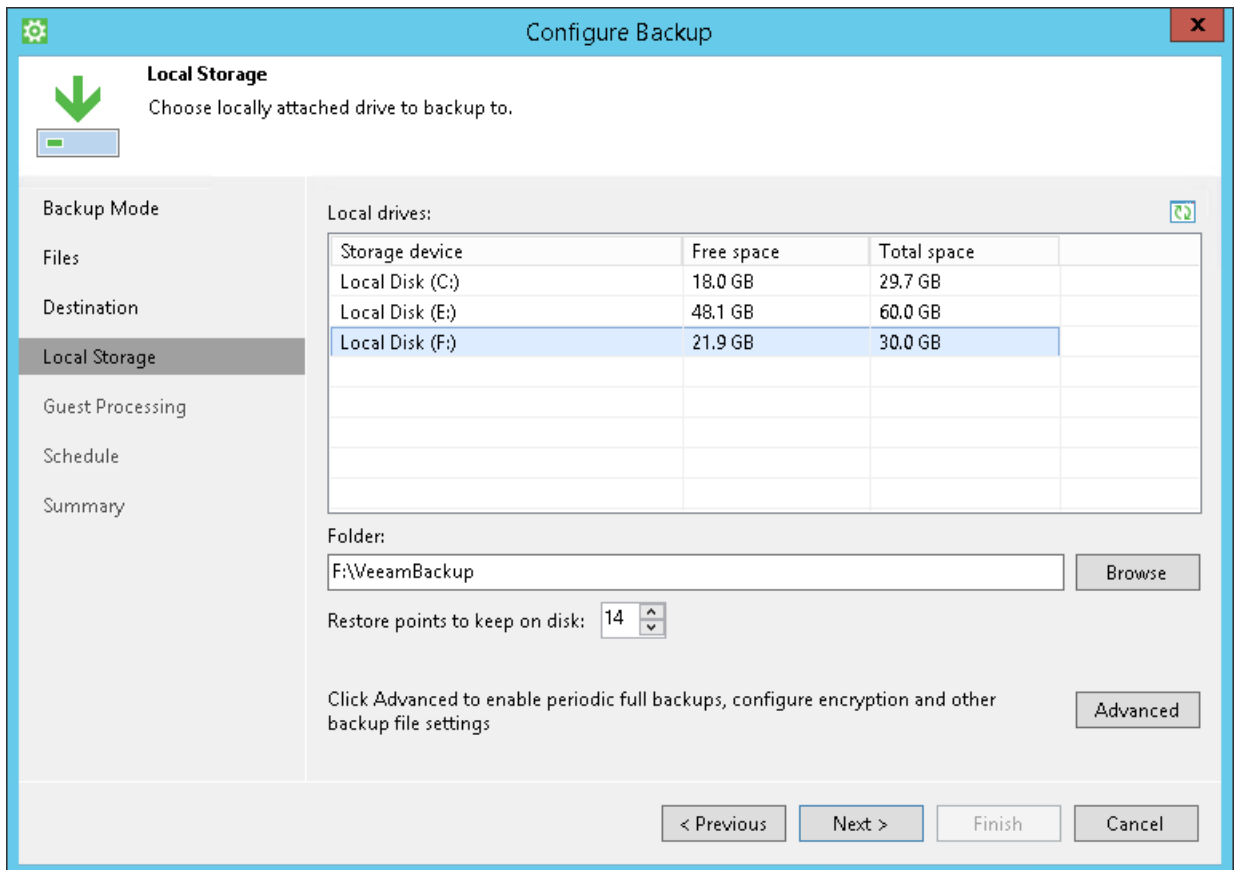 Configure Backup
x
Local Storage
Choose locally attached drive to backup to.
Backup Mode
Files
Destination
Local Storage
Guest Processing
Schedule
Summary
Local drives:
Storage device Free space Total space
Local Disk (C:) 18.0 GB 29.7 GB
Local Disk (E:) 48.1 GB 60.0 GB
Local Disk (F:) 21.9 GB 30.0 GB
Folder:
F:\VeeamBackup Browse
Restore points to keep on disk: 14
Click Advanced to enable periodic full backups, configure encryption and other
backup file settings
Advanced
< Previous Next > Finish Cancel